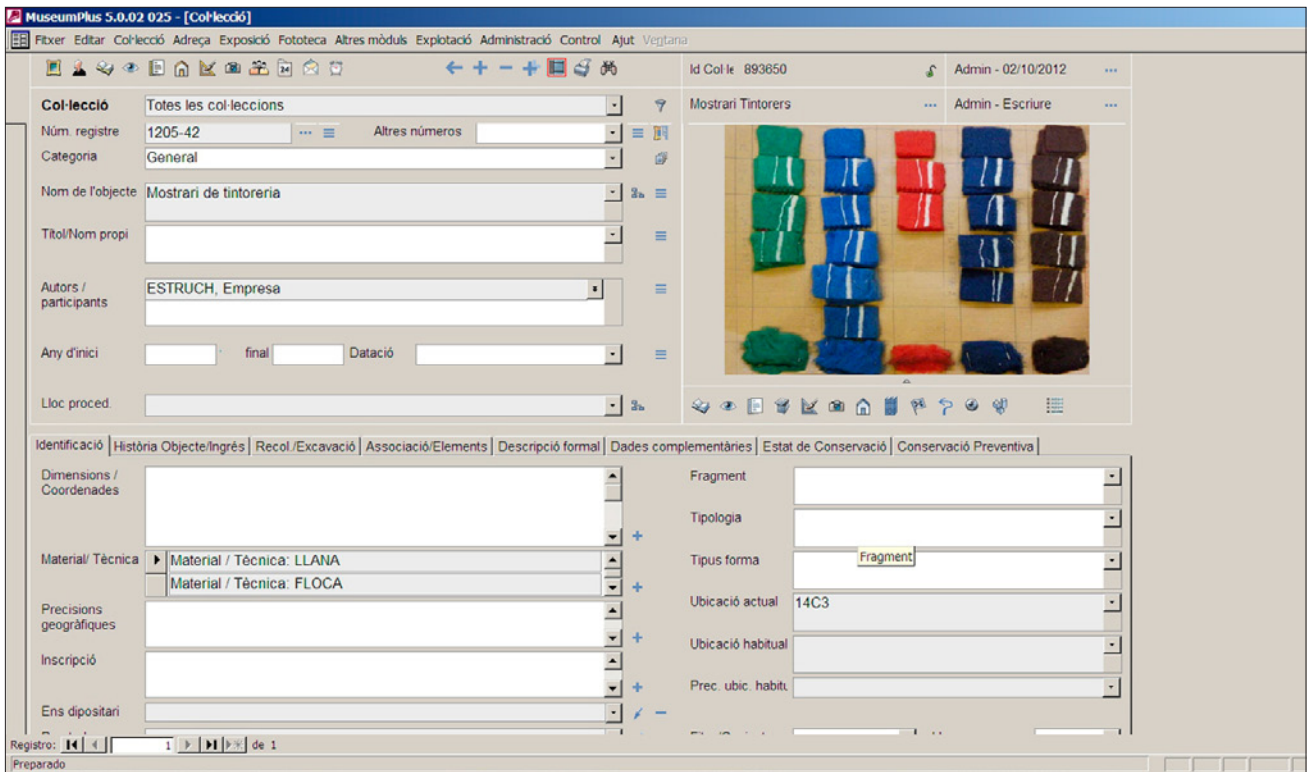 MuseumPlus 5.0.02 025 - [Col·lecció]
Fitxer Editar Col·lecció Adreça Exposició Fototeca Altres mòduls Explotació Administració Control Ajut Ventana
24
Id Col·le 893650 Admin - 02/10/2012
Col·lecció Totes les col·leccions
Mostrari Tintorers Admin - Escriure
Núm. registre 1205-42 Altres números
Categoria General
Nom de l'objecte Mostrari de tintoreria
Títol/Nom propi
Autors / participants ESTRUCH, Empresa
Any d'inici final Datació
Lloc proced.
Identificació Història Objecte/Ingrés Recol./Excavació Associació/Elements Descripció formal Dades complementàries Estat de Conservació Conservació Preventiva
Dimensions /
Coordenades
Fragment
Tipologia
Material/ Tècnica Material / Tècnica: LLANA
Material / Tècnica: FLOCA
Tipus forma
Fragment
Precisions
geogràfiques
Ubicació actual 14C3
Ubicació habitual
Inscripció
Prec. ubic. habitu
Ens dipositari
Registro: 1 de 1
Preparado